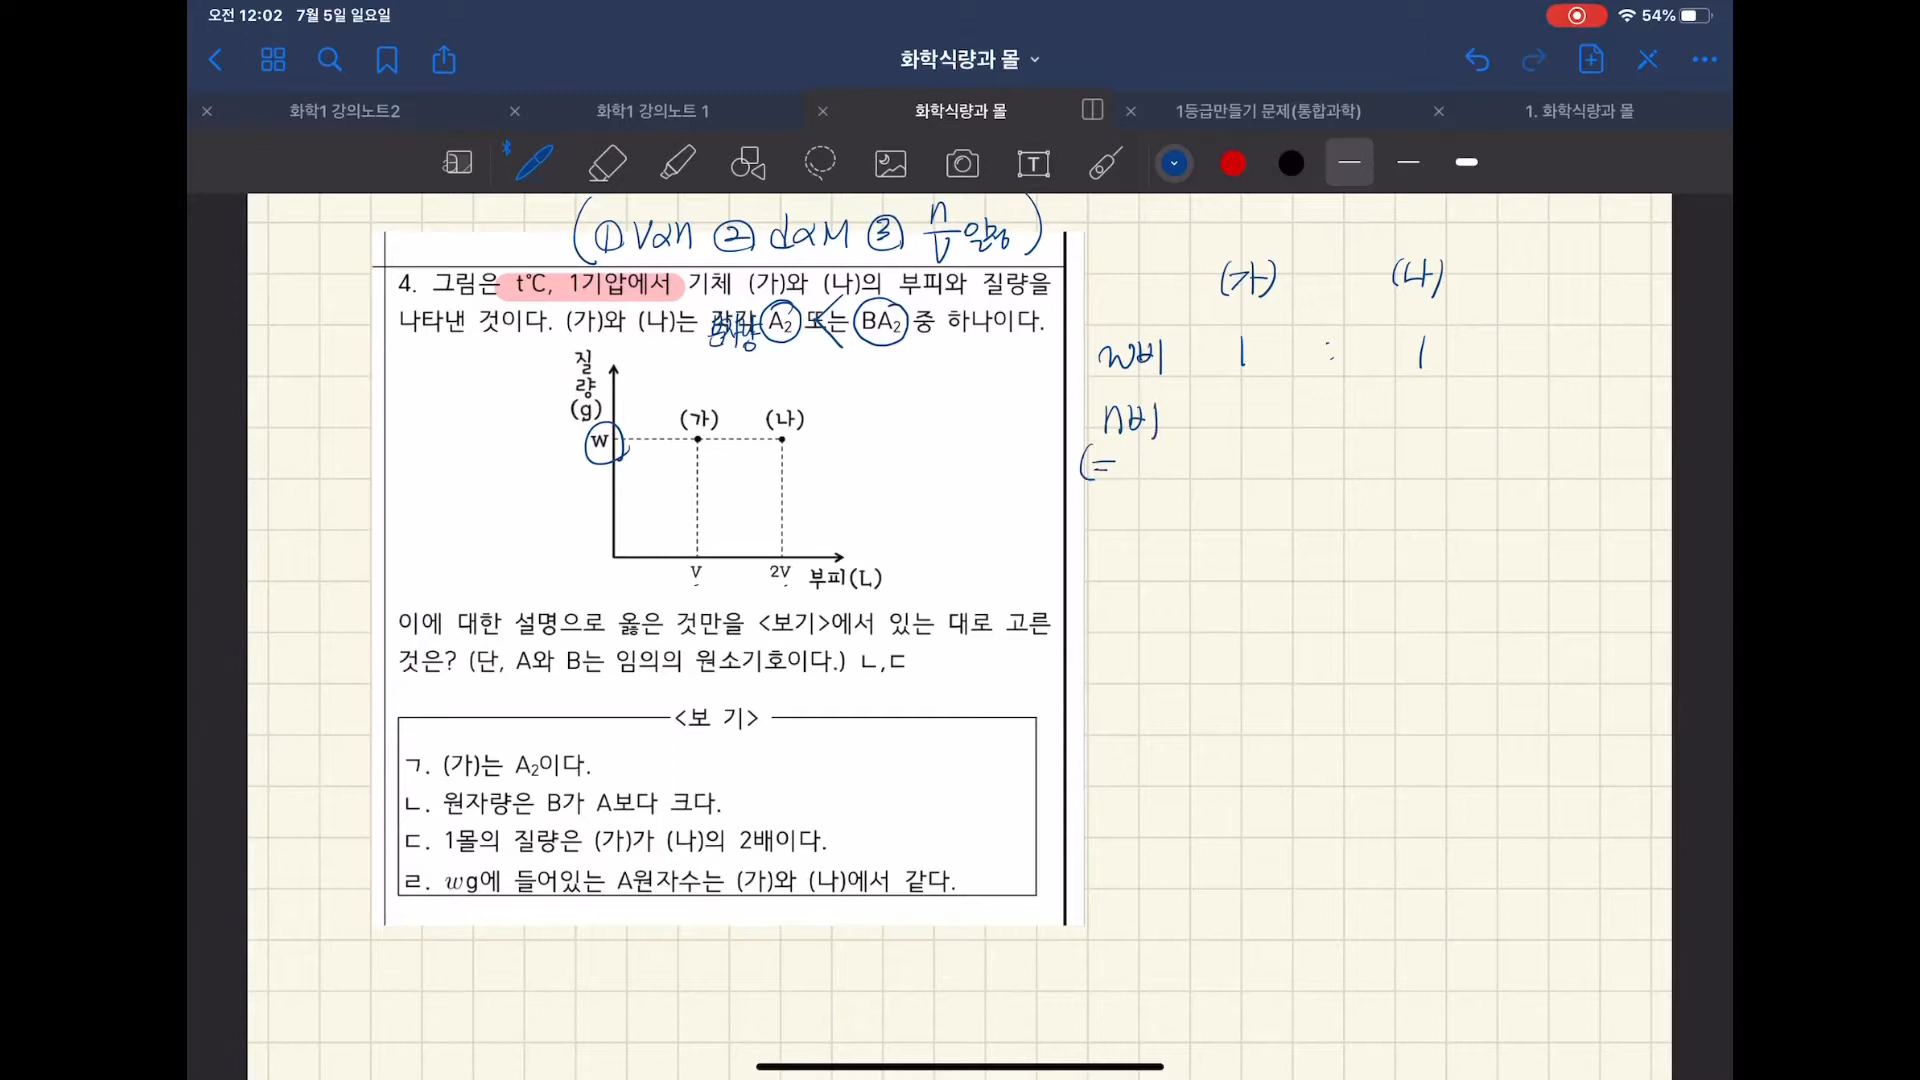 오전 12:02 7월 5일 일요일
54%
화학식량과 몰
화학1 강의노트2
화학1 강의노트 1
화학식량과 몰
1등급만들기 문제(통합과학)
1. 화학식량과 몰
(① V∝n ② d∝M ③ n/V 일정)
4. 그림은 t℃, 1기압에서 기체 (가)와 (나)의 부피와 질량을
나타낸 것이다. (가)와 (나)는 A₂ 또는 BA₂ 중 하나이다.
분자량 <
질량(g)
w
(가) (나)
V 2V 부피(L)
이에 대한 설명으로 옳은 것만을 <보기>에서 있는 대로 고른
것은? (단, A와 B는 임의의 원소기호이다.) ㄴ,ㄷ
<보 기>
ㄱ. (가)는 A₂이다.
ㄴ. 원자량은 B가 A보다 크다.
ㄷ. 1몰의 질량은 (가)가 (나)의 2배이다.
ㄹ. wg에 들어있는 A원자수는 (가)와 (나)에서 같다.
(가) (나)
w비 1 : 1
n비
(=